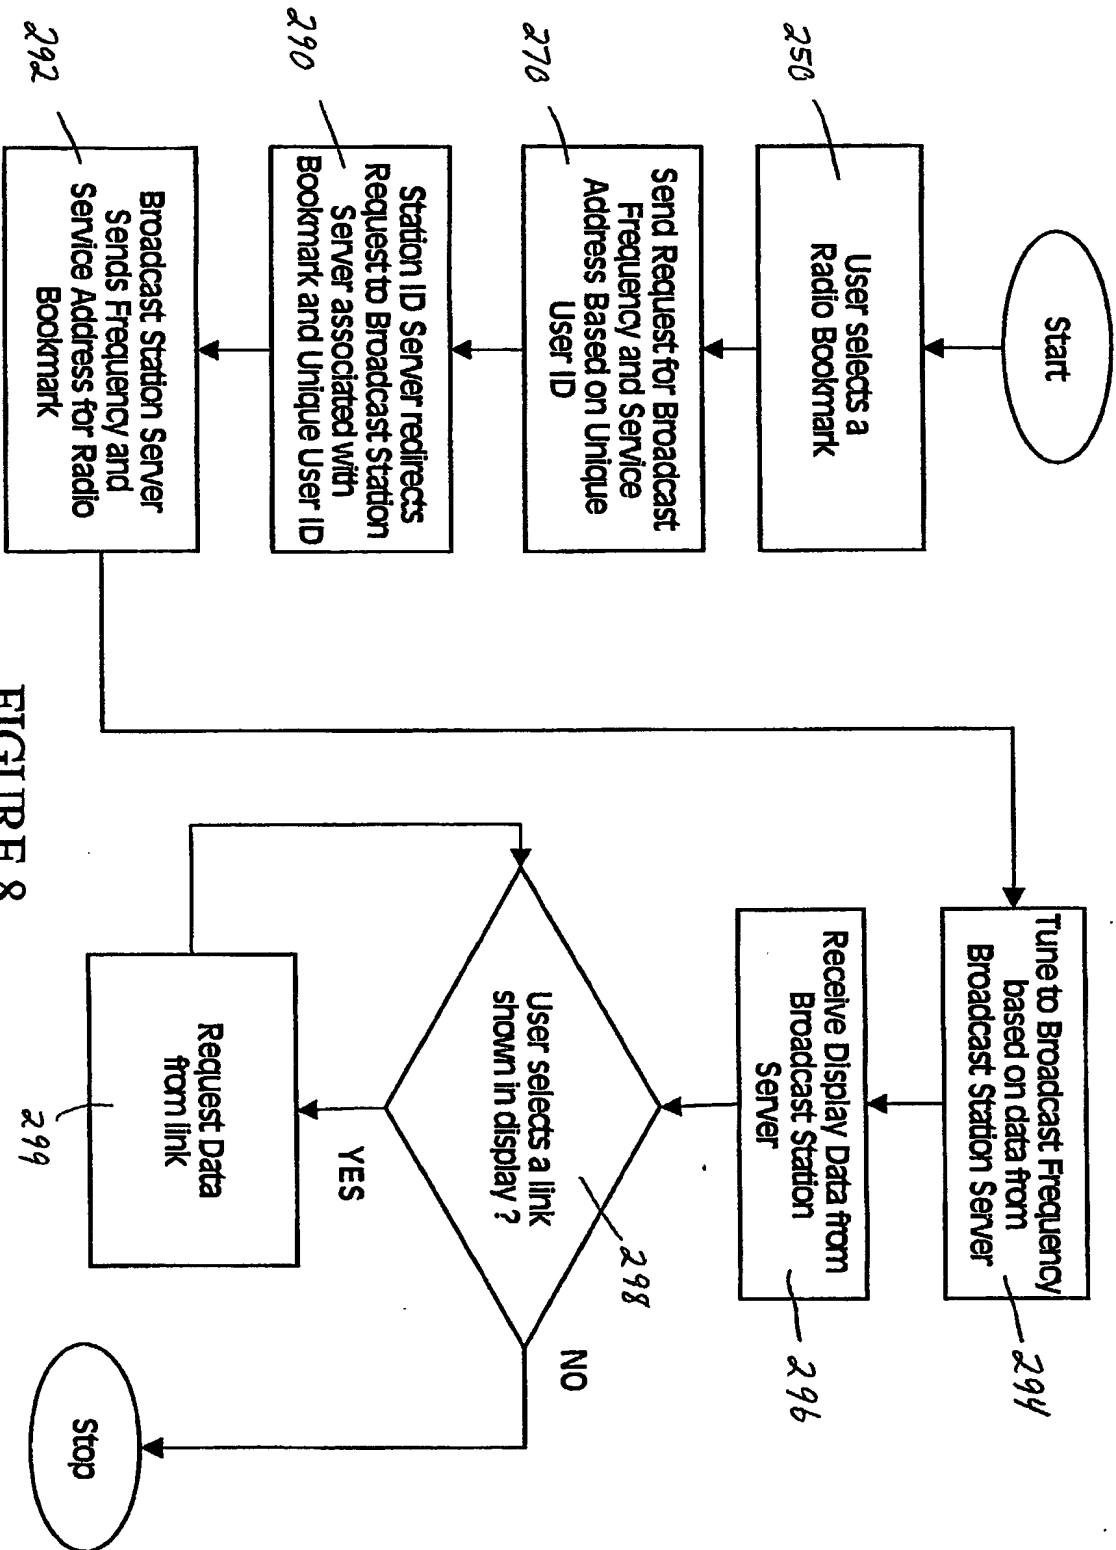 Start
250
User selects a
Radio Bookmark
270
Send Request for Broadcast
Frequency and Service
Address Based on Unique
User ID
290
Station ID Server redirects
Request to Broadcast Station
Server associated with
Bookmark and Unique User ID
292
Broadcast Station Server
Sends Frequency and
Service Address for Radio
Bookmark
Tune to Broadcast Frequency
based on data from
Broadcast Station Server
294
Receive Display Data from
Broadcast Station
Server
296
User selects a link
shown in display ?
298
YES
NO
Request Data
from link
299
Stop
FIGURE 8